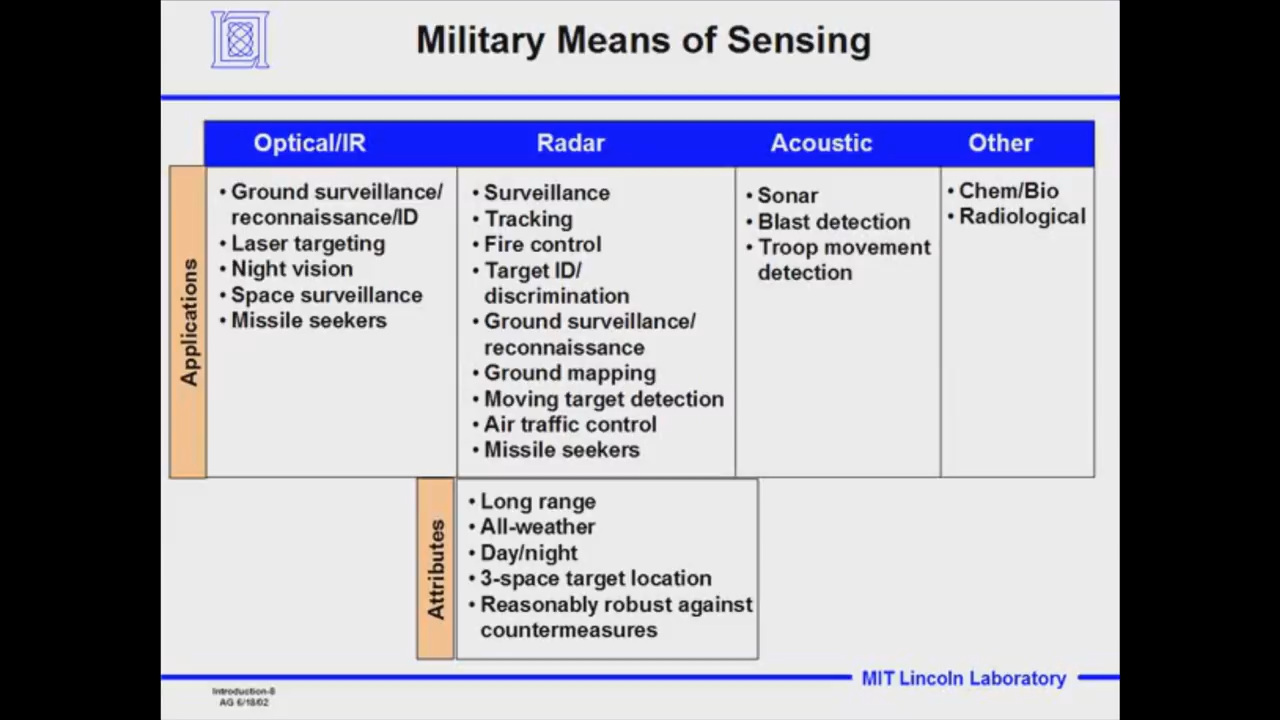 Military Means of Sensing
Optical/IR
Radar
Acoustic
Other
Applications
• Ground surveillance/
reconnaissance/ID
• Laser targeting
• Night vision
• Space surveillance
• Missile seekers
• Surveillance
• Tracking
• Fire control
• Target ID/
discrimination
• Ground surveillance/
reconnaissance
• Ground mapping
• Moving target detection
• Air traffic control
• Missile seekers
• Sonar
• Blast detection
• Troop movement
detection
• Chem/Bio
• Radiological
Attributes
• Long range
• All-weather
• Day/night
• 3-space target location
• Reasonably robust against
countermeasures
MIT Lincoln Laboratory
Introduction-8
AG 6/18/02